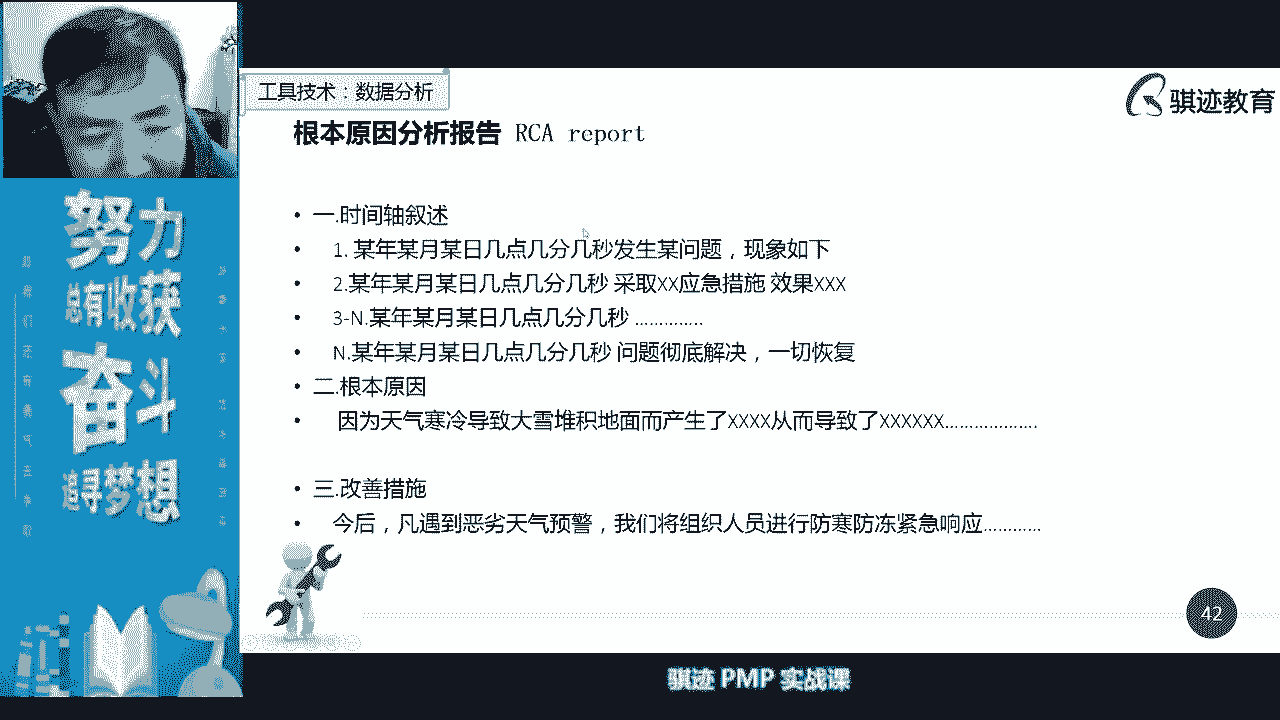 工具技术：数据分析
骐迹教育
根本原因分析报告 RCA report
• 一.时间轴叙述
• 1. 某年某月某日几点几分几秒发生某问题，现象如下
• 2.某年某月某日几点几分几秒 采取XX应急措施 效果XXX
• 3-N.某年某月某日几点几分几秒 …………..
• N.某年某月某日几点几分几秒 问题彻底解决，一切恢复
• 二.根本原因
• 因为天气寒冷导致大雪堆积地面而产生了XXXX从而导致了XXXXXX……………….
• 三.改善措施
• 今后，凡遇到恶劣天气预警，我们将组织人员进行防寒防冻紧急响应…………
42
努力
总有收获
奋斗
追寻梦想
骐迹 PMP 实战课